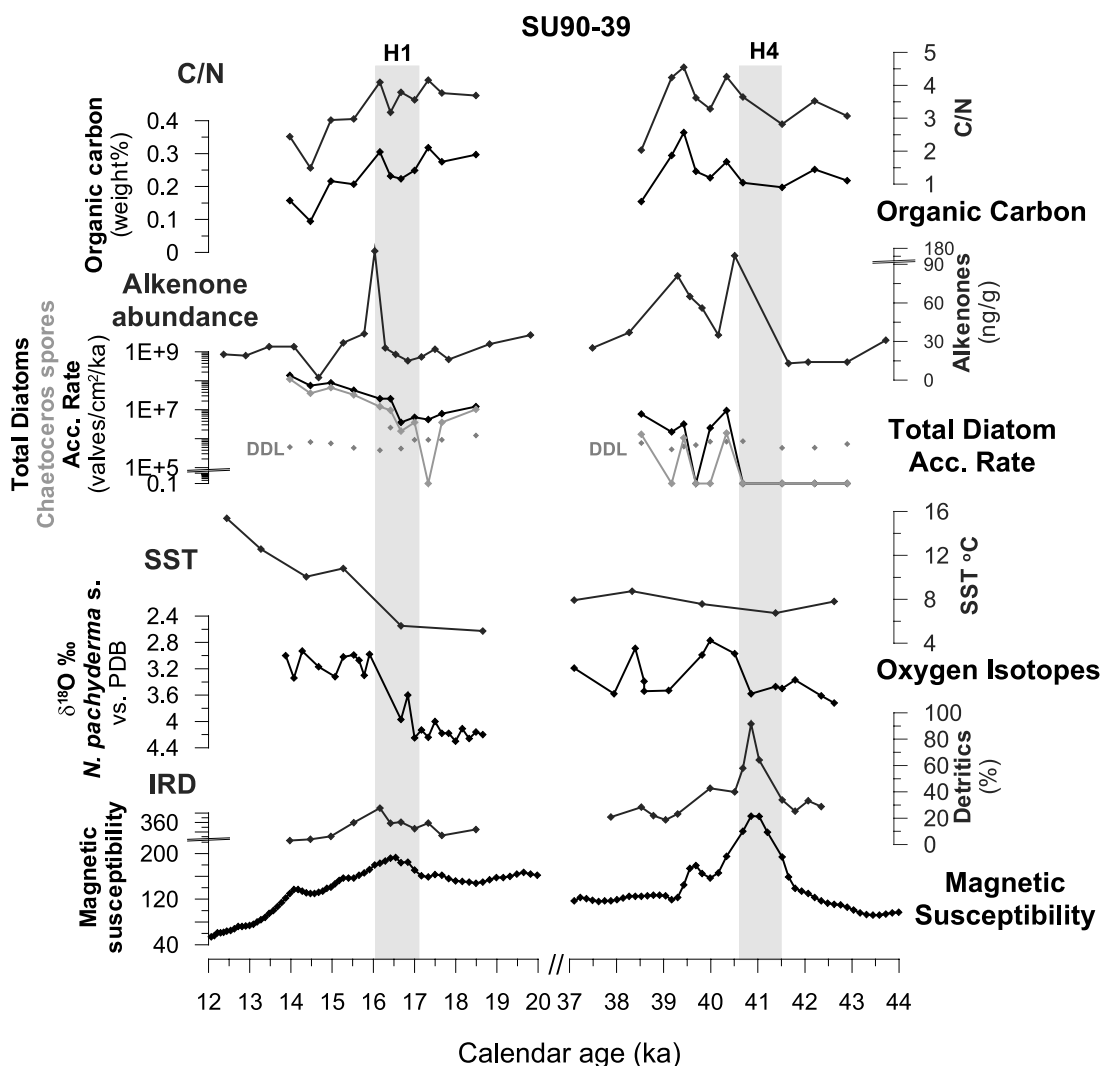 SU90-39
H1
H4
C/N
5
4
3
2
1
C/N
0.4
0.3
0.2
0.1
0
Organic carbon
(weight%)
Organic Carbon
Alkenone
abundance
180
90
60
30
0
Alkenones
(ng/g)
1E+9
1E+7
1E+5
0.1
Total Diatoms
Chaetoceros spores
Acc. Rate
(valves/cm²/ka)
DDL
DDL
Total Diatom
Acc. Rate
SST
16
12
8
4
SST ºC
2.4
2.8
3.2
3.6
4
4.4
δ¹⁸O ‰
N. pachyderma s.
vs. PDB
Oxygen Isotopes
100
80
60
40
20
0
Detritics
(%)
IRD
360
200
120
40
Magnetic
susceptibility
Magnetic
Susceptibility
12 13 14 15 16 17 18 19 20 // 37 38 39 40 41 42 43 44
Calendar age (ka)